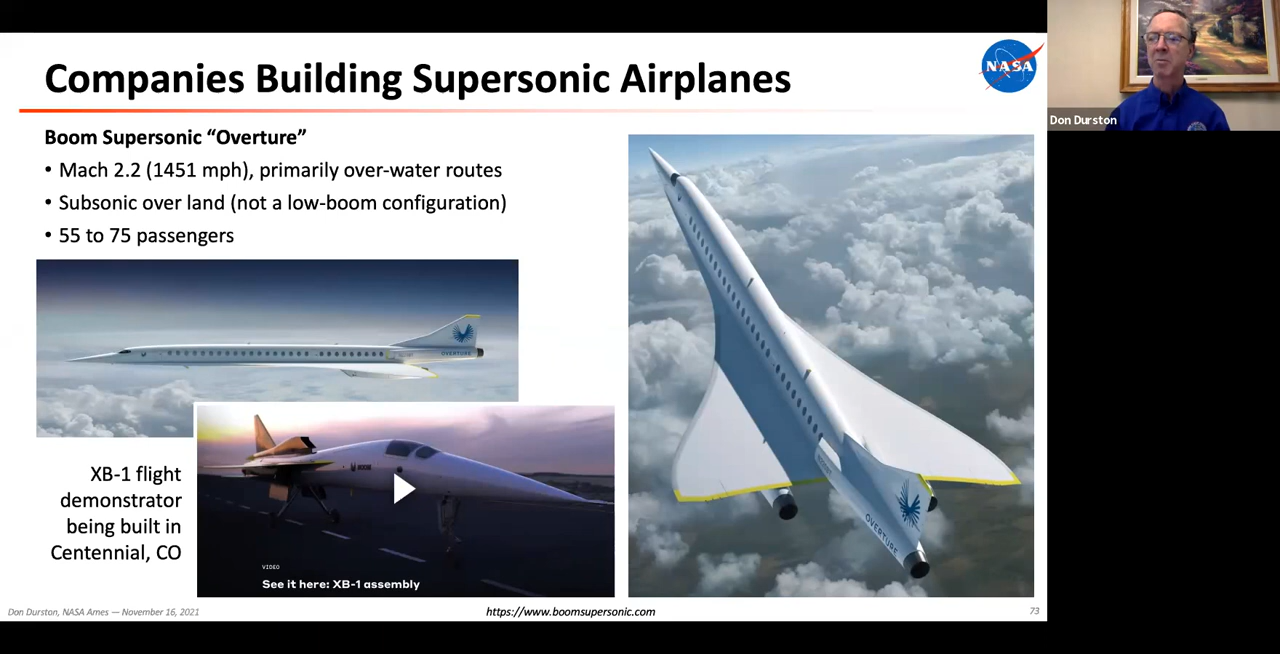 Companies Building Supersonic Airplanes
NASA
Don Durston
Boom Supersonic “Overture”
• Mach 2.2 (1451 mph), primarily over-water routes
• Subsonic over land (not a low-boom configuration)
• 55 to 75 passengers
OVERTURE
XB-1 flight
demonstrator
being built in
Centennial, CO
BOOM
VIDEO
See it here: XB-1 assembly
OVERTURE
Don Durston, NASA Ames — November 16, 2021
https://www.boomsupersonic.com
73